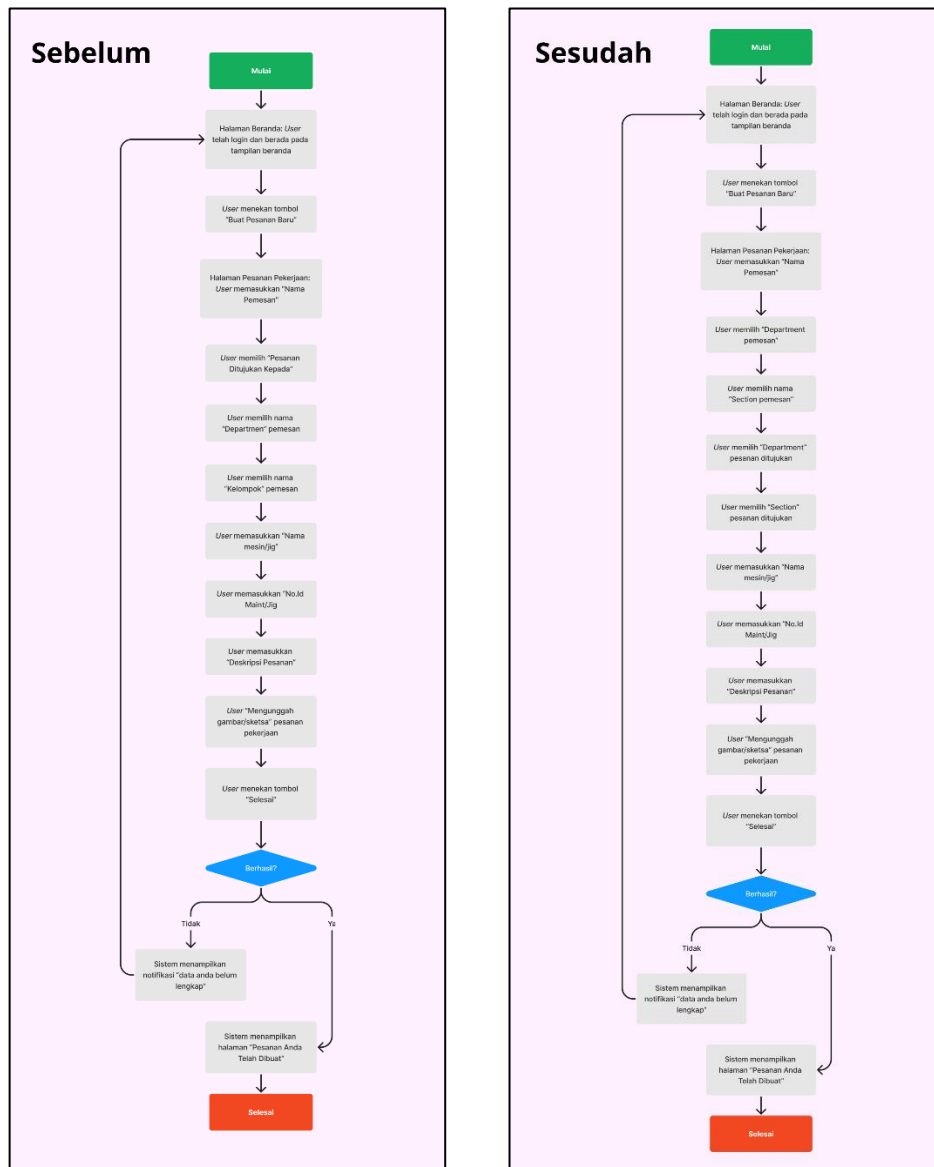 Sebelum
Mulai
Halaman Beranda: User
telah login dan berada pada
tampilan beranda
User menekan tombol
"Buat Pesanan Baru"
Halaman Pesanan Pekerjaan:
User memasukkan "Nama
Pemesan"
User memilih "Pesanan
Ditujukan Kepada"
User memilih nama
"Departmen" pemesan
User memilih nama
"Kelompok" pemesan
User memasukkan "Nama
mesin/jig"
User memasukkan "No.Id
Maint/Jig
User memasukkan
"Deskripsi Pesanan"
User "Mengunggah
gambar/sketsa" pesanan
pekerjaan
User menekan tombol
"Selesai"
Berhasil?
Tidak
Ya
Sistem menampilkan
notifikasi "data anda belum
lengkap"
Sistem menampilkan
halaman "Pesanan Anda
Telah Dibuat"
Selesai
Sesudah
Mulai
Halaman Beranda: User
telah login dan berada pada
tampilan beranda
User menekan tombol
"Buat Pesanan Baru"
Halaman Pesanan Pekerjaan:
User memasukkan "Nama
Pemesan"
User memilih "Department
pemesan"
User memilih nama
"Section pemesan"
User memilih "Department"
pesanan ditujukan
User memilih "Section"
pesanan ditujukan
User memasukkan "Nama
mesin/jig"
User memasukkan "No.Id
Maint/Jig
User memasukkan
"Deskripsi Pesanan"
User "Mengunggah
gambar/sketsa" pesanan
pekerjaan
User menekan tombol
"Selesai"
Berhasil?
Tidak
Ya
Sistem menampilkan
notifikasi "data anda belum
lengkap"
Sistem menampilkan
halaman "Pesanan Anda
Telah Dibuat"
Selesai